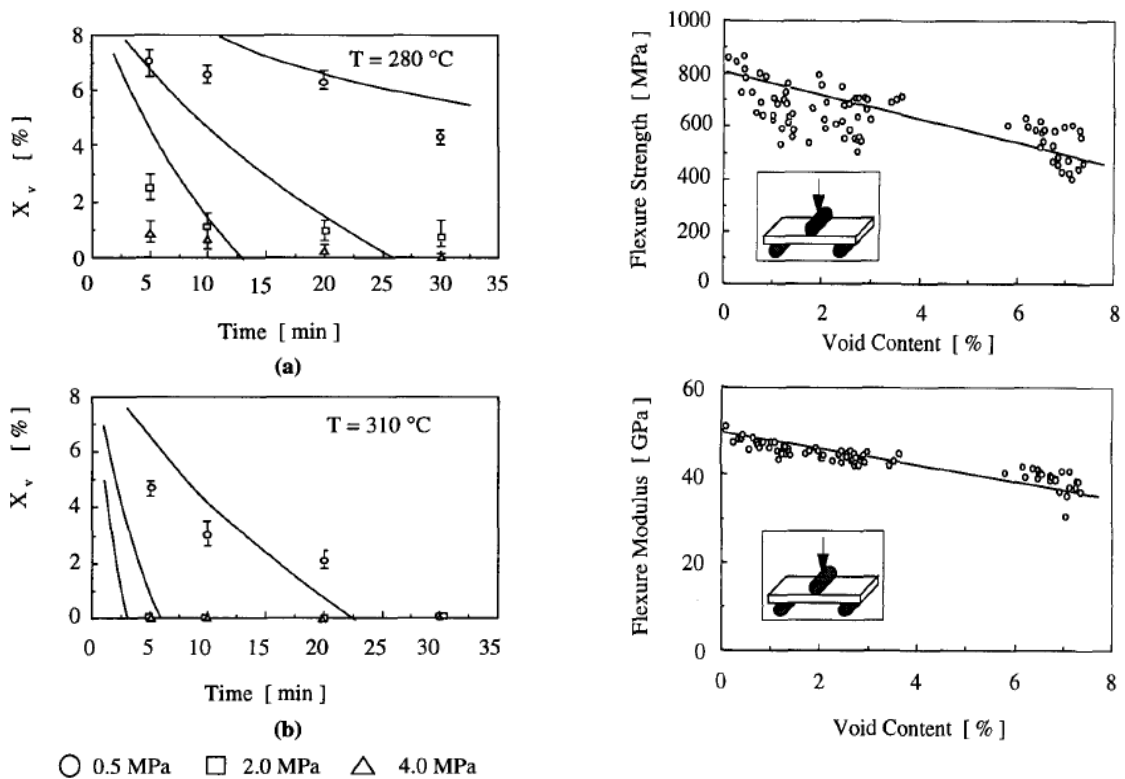 8
6
4
2
0
X v [ % ]
T = 280 °C
0 5 10 15 20 25 30 35
Time [ min ]
(a)
8
6
4
2
0
X v [ % ]
T = 310 °C
0 5 10 15 20 25 30 35
Time [ min ]
(b)
0.5 MPa 2.0 MPa 4.0 MPa
1000
800
600
400
200
0
Flexure Strength [ MPa ]
0 2 4 6 8
Void Content [ % ]
60
50
40
30
20
10
0
Flexure Modulus [ GPa ]
0 2 4 6 8
Void Content [ % ]